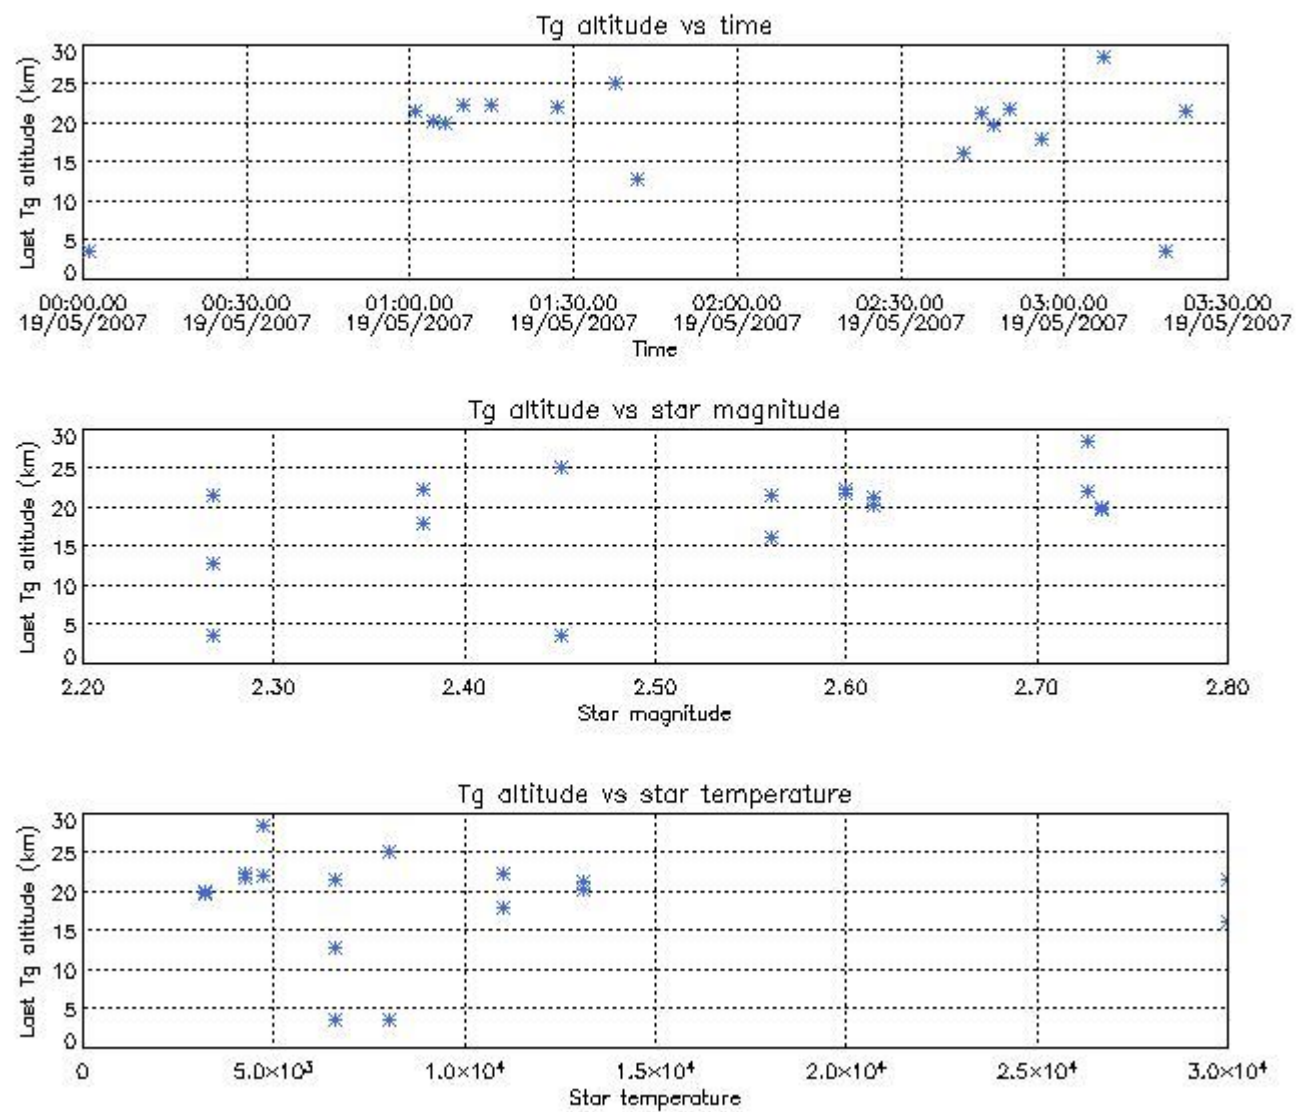 Tg altitude vs time
Last Tg altitude (km)
30
25
20
15
10
5
0
00:00.00 00:30.00 01:00.00 01:30.00 02:00.00 02:30.00 03:00.00 03:30.00
19/05/2007 19/05/2007 19/05/2007 19/05/2007 19/05/2007 19/05/2007 19/05/2007 19/05/2007
Time
Tg altitude vs star magnitude
Last Tg altitude (km)
30
25
20
15
10
5
0
2.20 2.30 2.40 2.50 2.60 2.70 2.80
Star magnitude
Tg altitude vs star temperature
Last Tg altitude (km)
30
25
20
15
10
5
0
0 5.0×10³ 1.0×10⁴ 1.5×10⁴ 2.0×10⁴ 2.5×10⁴ 3.0×10⁴
Star temperature